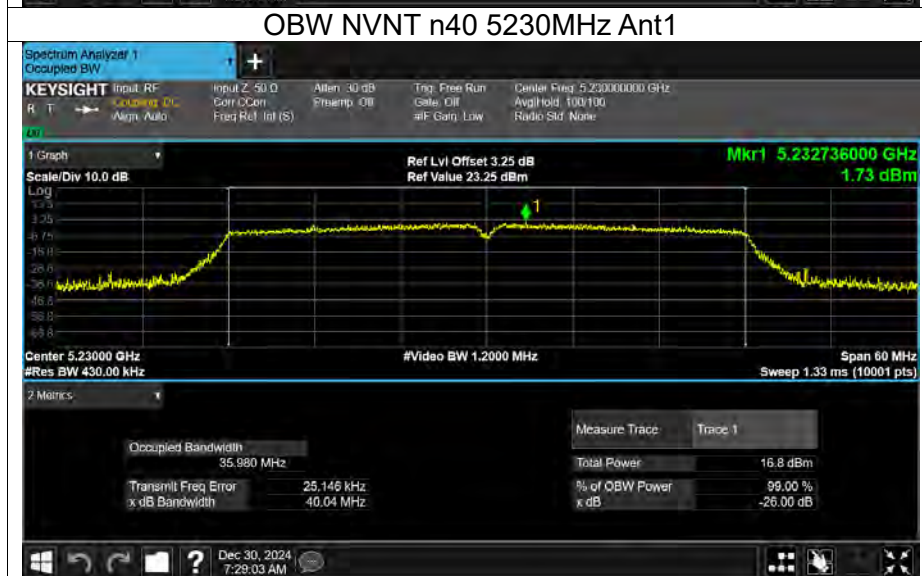 OBW NVNT n40 5230MHz Ant1
Spectrum Analyzer 1
Occupied BW
+
KEYSIGHT Input: RF Input Z: 50 Ω Atten: 30 dB Trig: Free Run Center Freq: 5.230000000 GHz
R T Coupling: DC Corr CCorr Preamp: Off Gate: Off Avg|Hold: 100/100
Align: Auto Freq Ref: Int (S) #IF Gain: Low Radio Std: None
1 Graph
Ref Lvl Offset 3.25 dB Mkr1 5.232736000 GHz
Scale/Div 10.0 dB Ref Value 23.25 dBm 1.73 dBm
Log
1
3.25
-6.75
Center 5.23000 GHz #Video BW 1.2000 MHz Span 60 MHz
#Res BW 430.00 kHz Sweep 1.33 ms (10001 pts)
2 Metrics
Measure Trace Trace 1
Occupied Bandwidth
35.980 MHz Total Power 16.8 dBm
Transmit Freq Error 25.146 kHz % of OBW Power 99.00 %
x dB Bandwidth 40.04 MHz x dB -26.00 dB
? Dec 30, 2024
7:29:03 AM